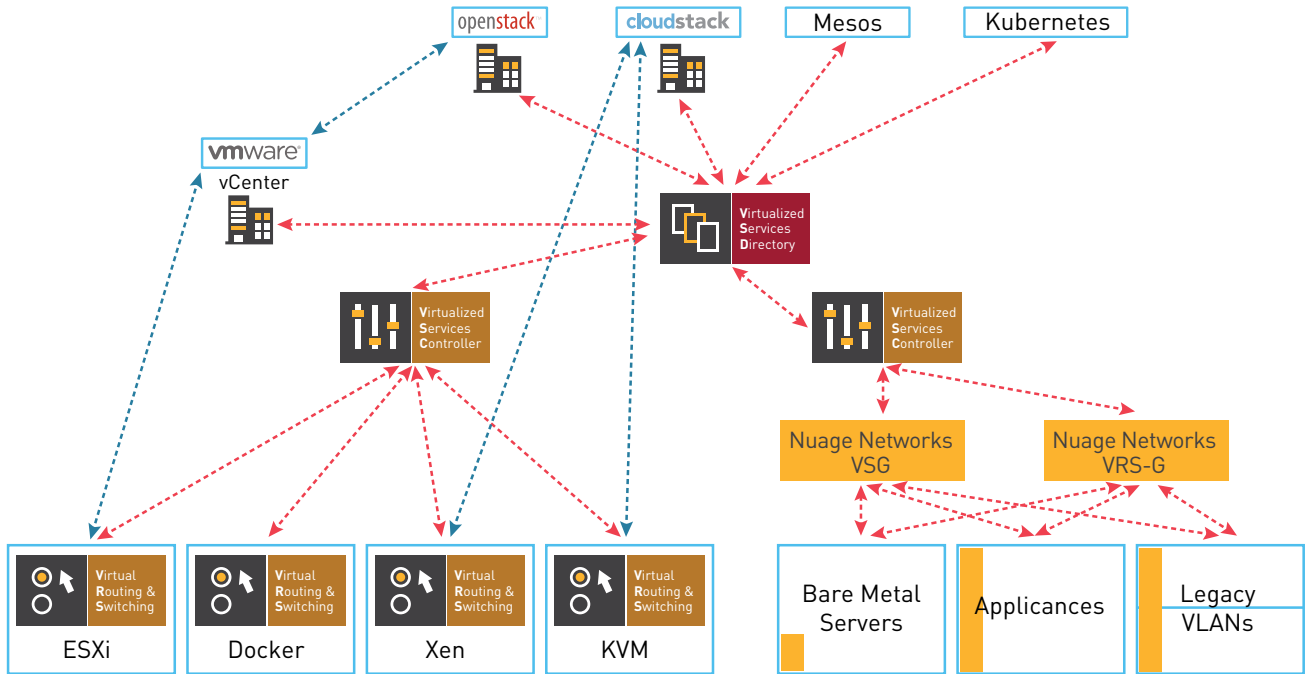 openstack™
cloudstack
Mesos
Kubernetes
vmware®
vCenter
Virtualized
Services
Directory
Virtualized
Services
Controller
Virtualized
Services
Controller
Nuage Networks
VSG
Nuage Networks
VRS-G
Virtual
Routing &
Switching
ESXi
Virtual
Routing &
Switching
Docker
Virtual
Routing &
Switching
Xen
Virtual
Routing &
Switching
KVM
Bare Metal
Servers
Applicances
Legacy
VLANs